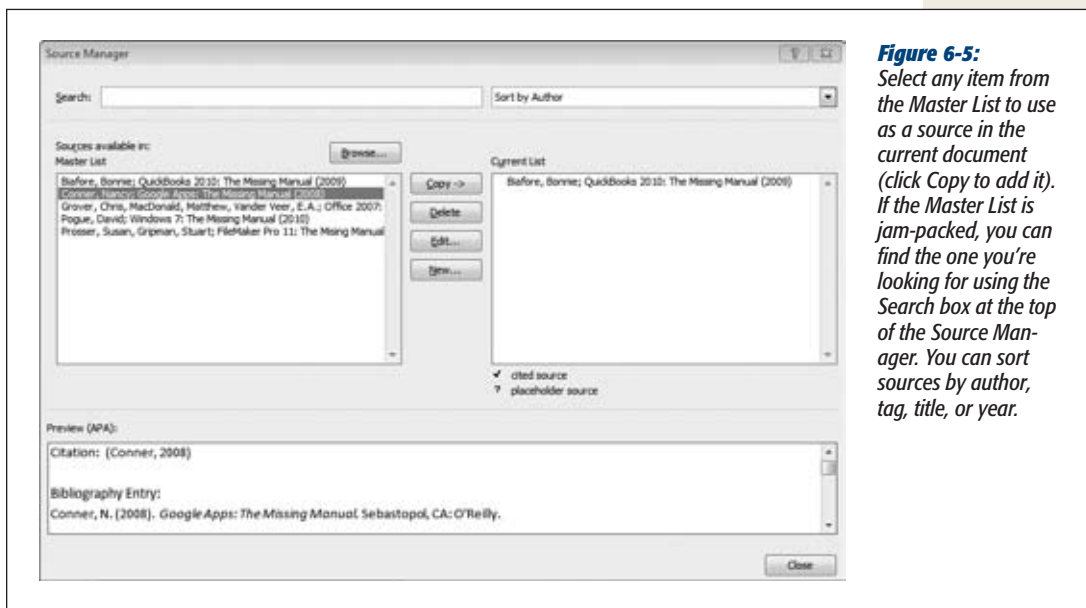 Source Manager
Search:
Sort by Author
Sources available in:
Master List
Browse...
Current List
Biafore, Bonnie; QuickBooks 2010: The Missing Manual (2009)
Conner, Nancy; Google Apps: The Missing Manual (2008)
Grover, Chris, MacDonald, Matthew, Vander Veer, E.A.; Office 2007:
Pogue, David; Windows 7: The Missing Manual (2010)
Prosser, Susan, Gripman, Stuart; FileMaker Pro 11: The Mising Manual
Copy ->
Delete
Edit...
New...
Biafore, Bonnie; QuickBooks 2010: The Missing Manual (2009)
✓ cited source
? placeholder source
Preview (APA):
Citation: (Conner, 2008)
Bibliography Entry:
Conner, N. (2008). Google Apps: The Missing Manual. Sebastopol, CA: O'Reilly.
Close
Figure 6-5:
Select any item from
the Master List to use
as a source in the
current document
(click Copy to add it).
If the Master List is
jam-packed, you can
find the one you're
looking for using the
Search box at the top
of the Source Man-
ager. You can sort
sources by author,
tag, title, or year.